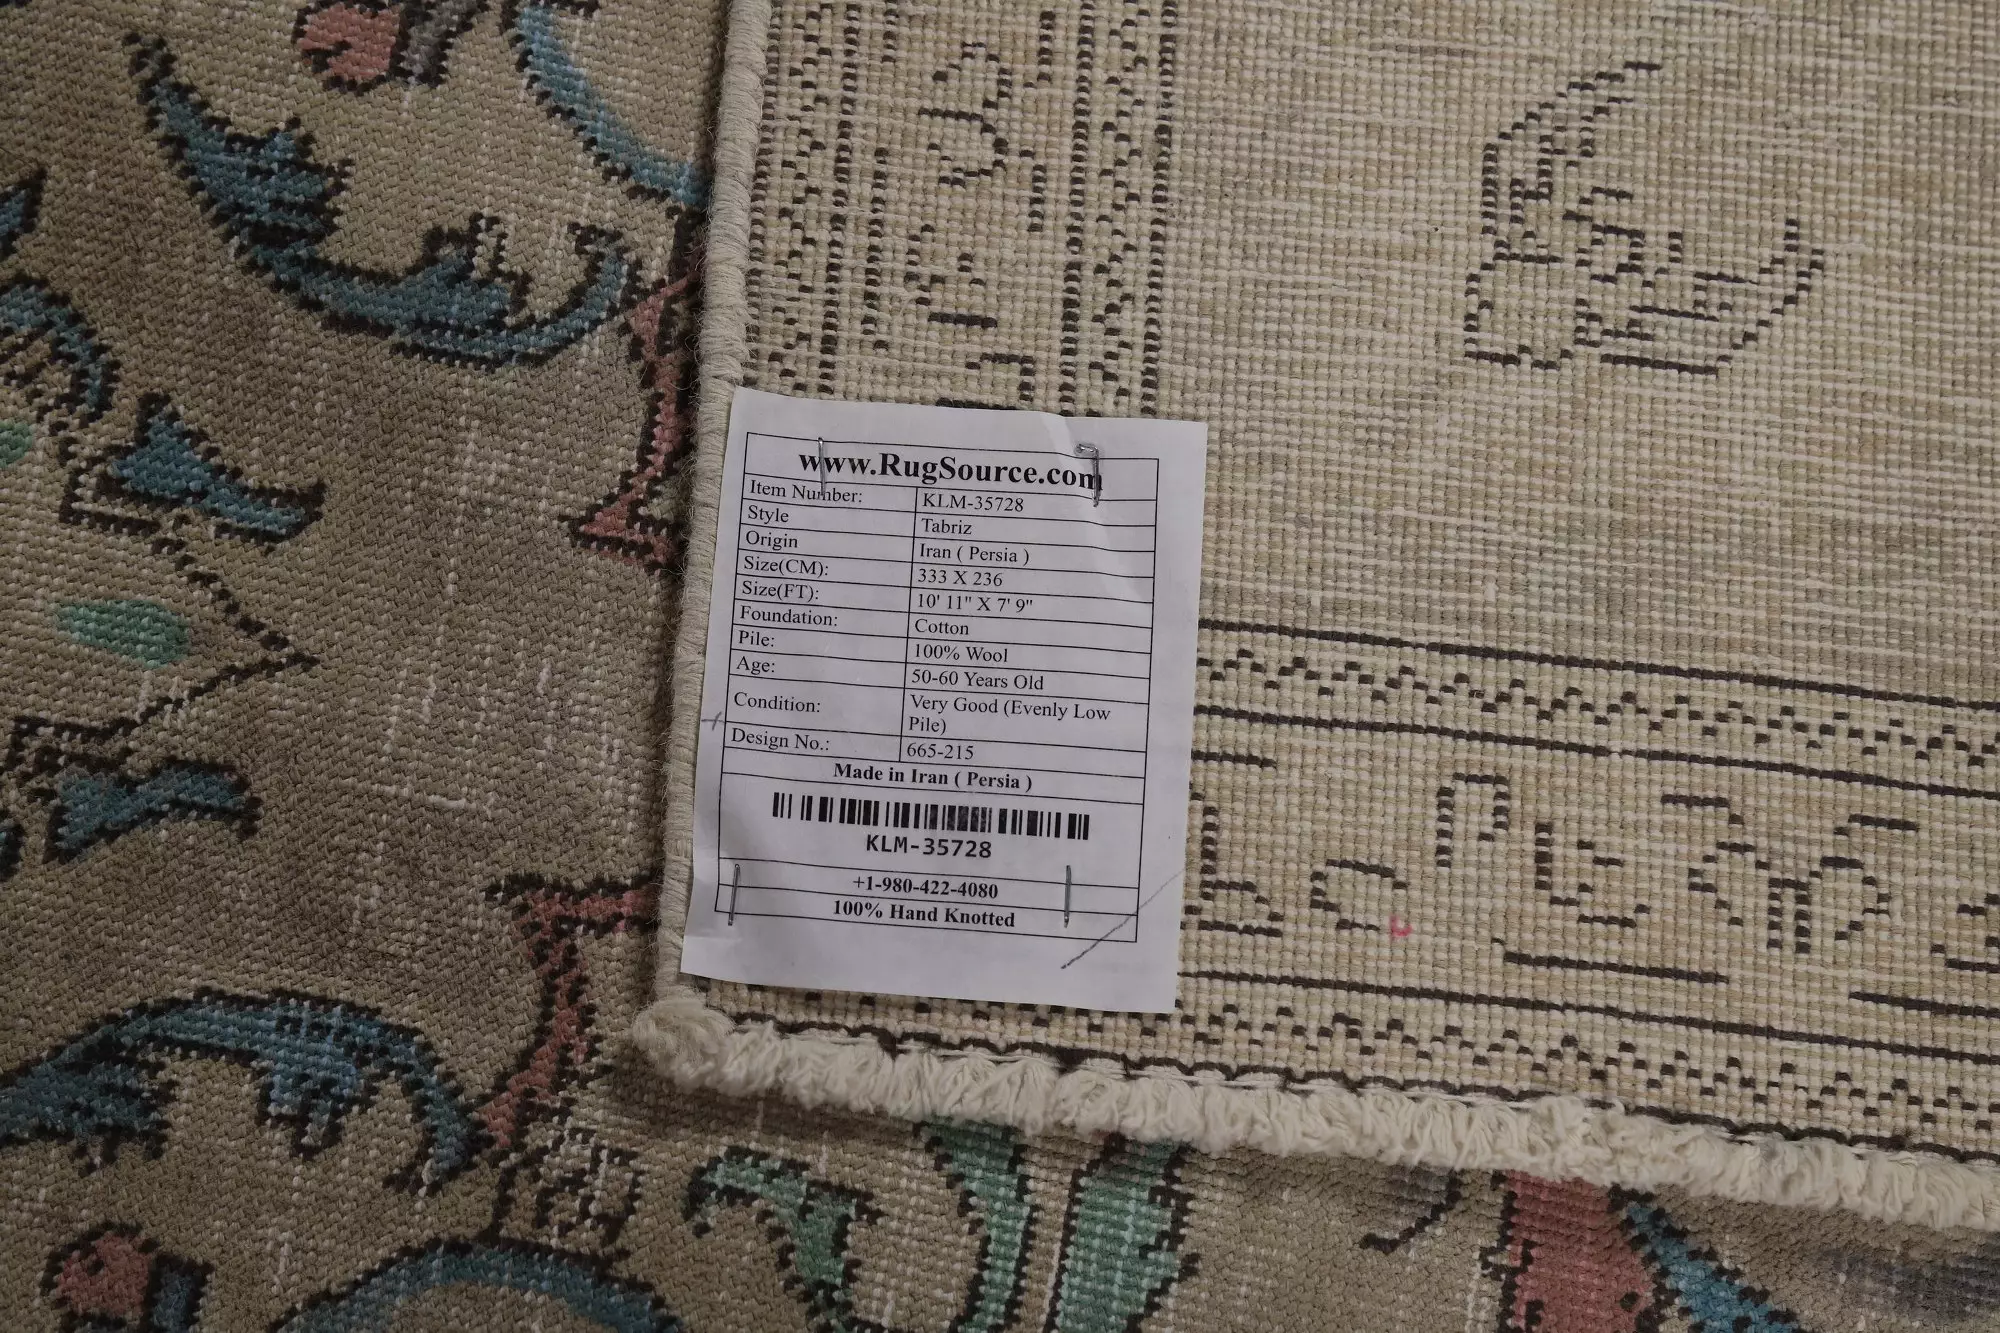 www.RugSource.com
Item Number: KLM-35728
Style Tabriz
Origin Iran ( Persia )
Size(CM): 333 X 236
Size(FT): 10' 11" X 7' 9"
Foundation: Cotton
Pile: 100% Wool
Age: 50-60 Years Old
Condition: Very Good (Evenly Low
Pile)
Design No.: 665-215
Made in Iran ( Persia )
KLM-35728
+1-980-422-4080
100% Hand Knotted